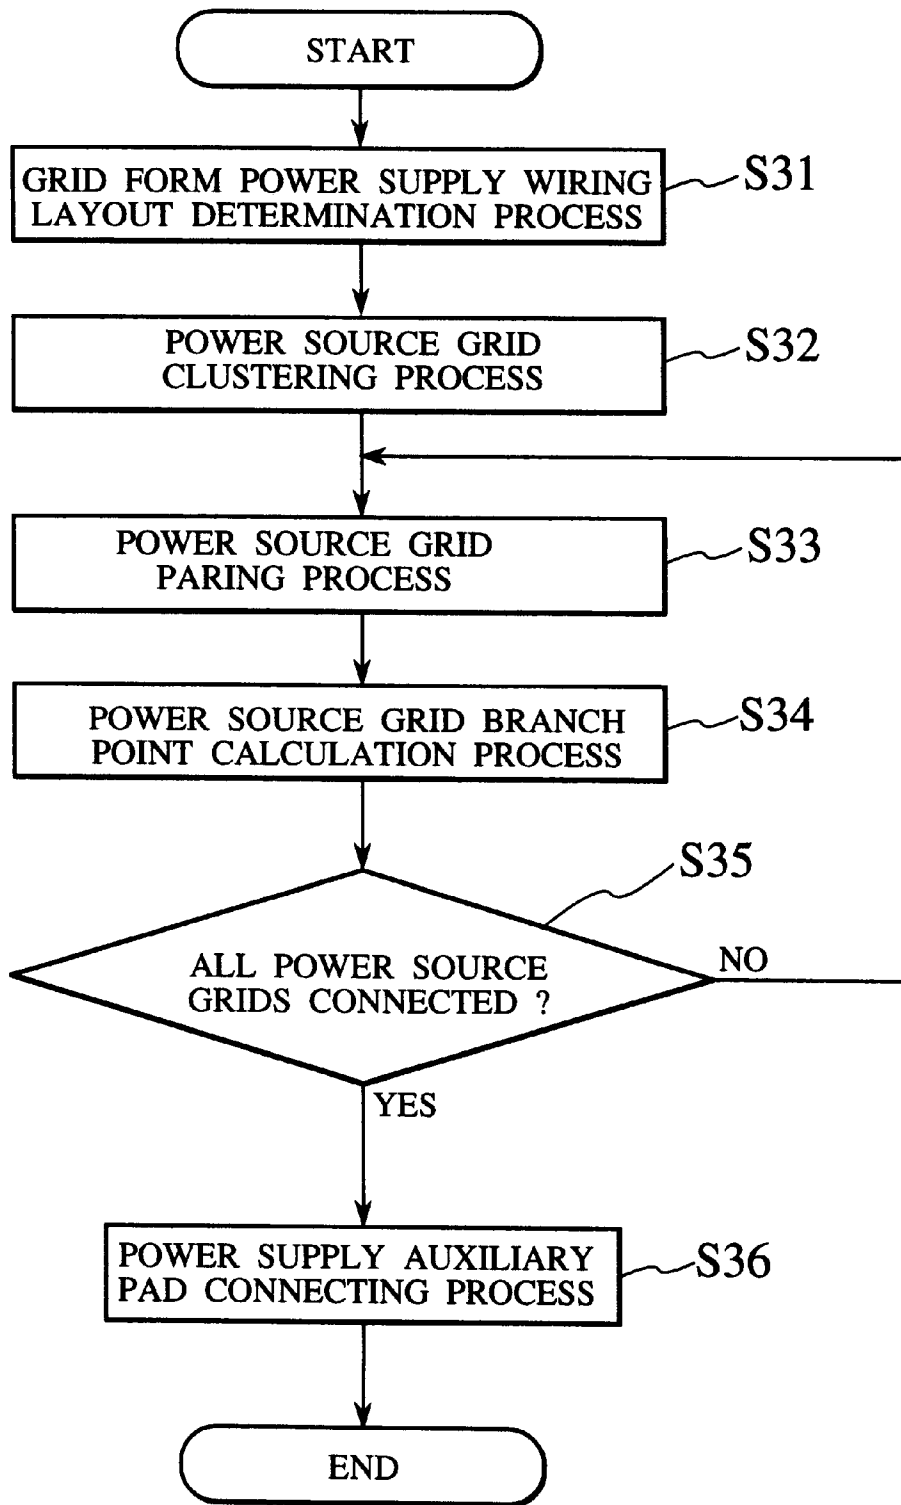 START
GRID FORM POWER SUPPLY WIRING
LAYOUT DETERMINATION PROCESS
S31
POWER SOURCE GRID
CLUSTERING PROCESS
S32
POWER SOURCE GRID
PARING PROCESS
S33
POWER SOURCE GRID BRANCH
POINT CALCULATION PROCESS
S34
S35
ALL POWER SOURCE
GRIDS CONNECTED ?
NO
YES
POWER SUPPLY AUXILIARY
PAD CONNECTING PROCESS
S36
END